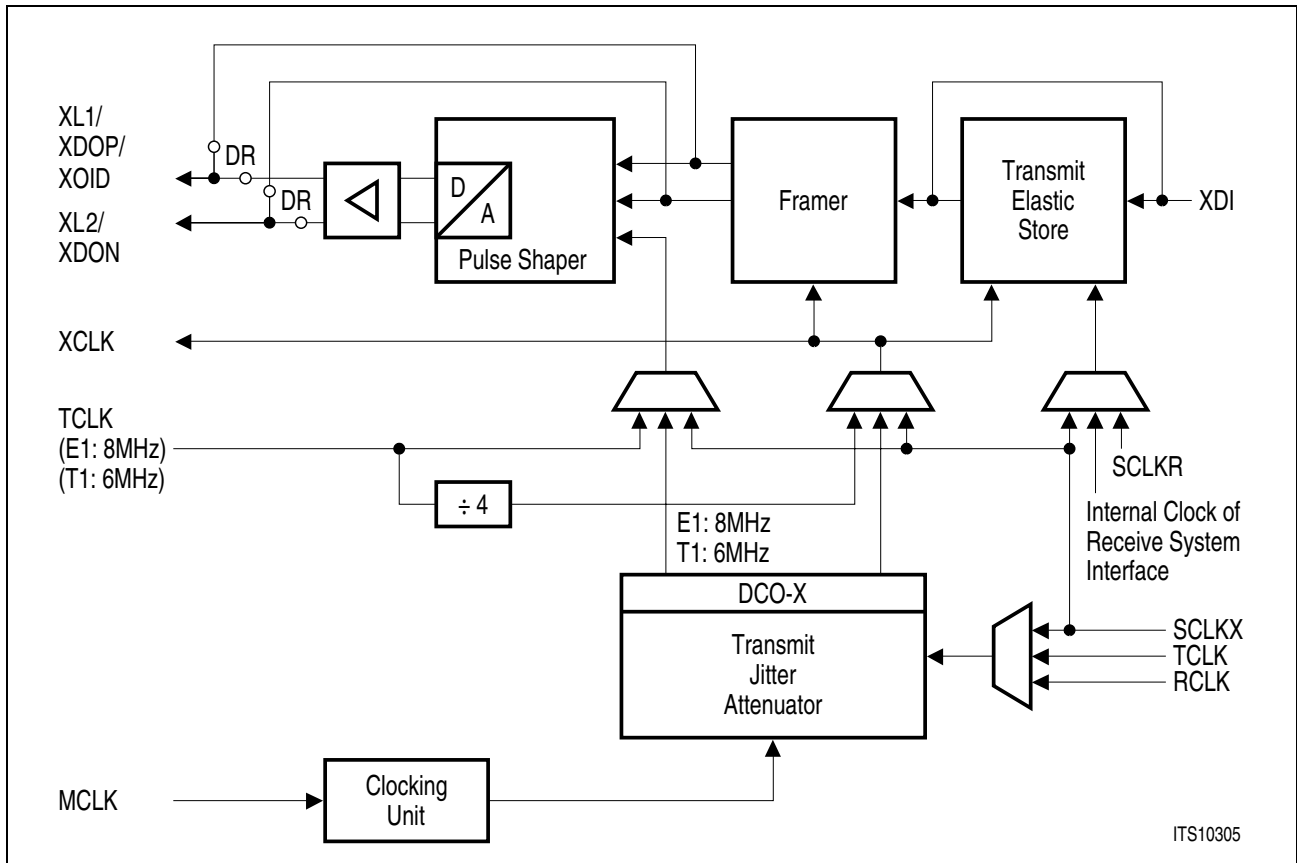 XL1/
XDOP/
XOID
DR
XL2/
XDON
DR
D
A
Pulse Shaper
Framer
Transmit
Elastic
Store
XDI
XCLK
TCLK
(E1: 8MHz)
(T1: 6MHz)
÷ 4
SCLKR
E1: 8MHz
T1: 6MHz
Internal Clock of
Receive System
Interface
DCO-X
Transmit
Jitter
Attenuator
SCLKX
TCLK
RCLK
MCLK
Clocking
Unit
ITS10305